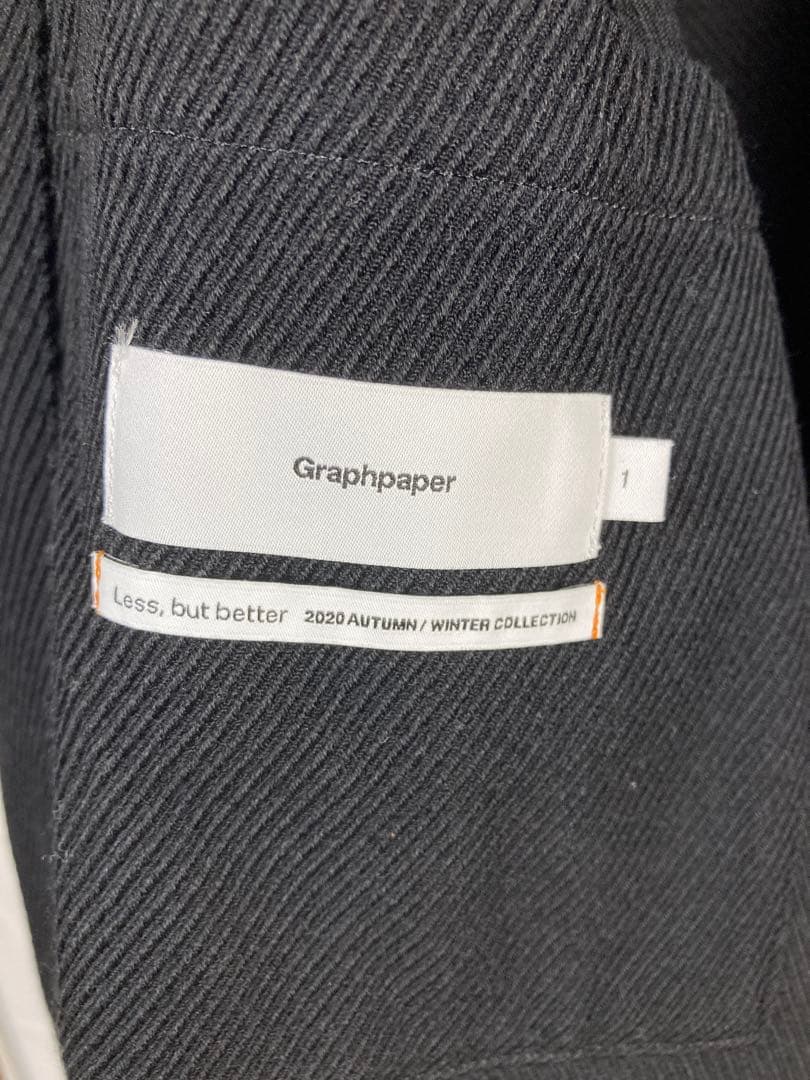 Graphpaper
1
Less, but better 2020 AUTUMN / WINTER COLLECTION